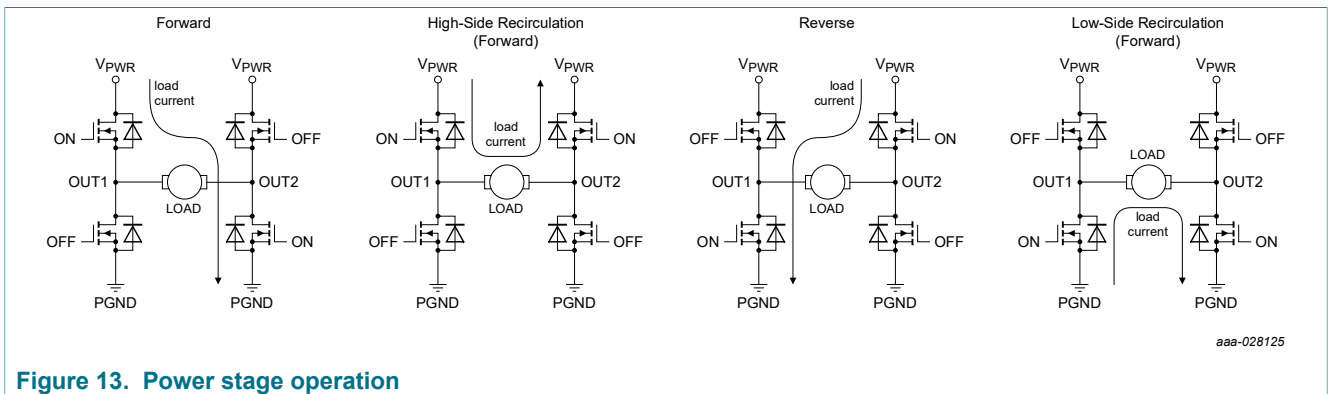 Forward
High-Side Recirculation
(Forward)
Reverse
Low-Side Recirculation
(Forward)
VPWR
VPWR
load
current
ON
OFF
OUT1
OUT2
LOAD
OFF
ON
PGND
PGND
VPWR
VPWR
load
current
ON
ON
OUT1
OUT2
LOAD
OFF
OFF
PGND
PGND
VPWR
VPWR
load
current
OFF
ON
OUT1
OUT2
LOAD
ON
OFF
PGND
PGND
VPWR
VPWR
OFF
OFF
LOAD
OUT1
OUT2
load
current
ON
ON
PGND
PGND
aaa-028125
Figure 13. Power stage operation